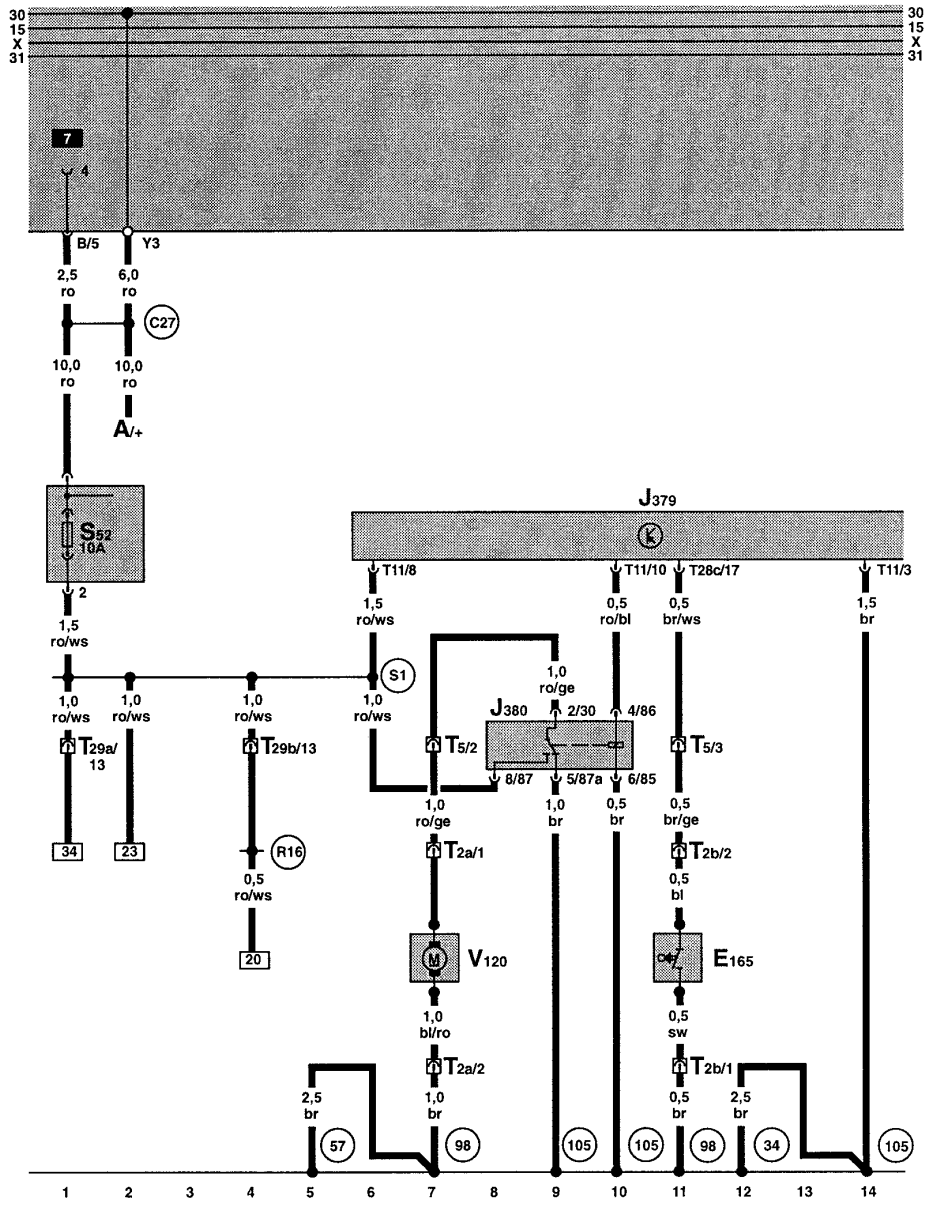 30 30
15 15
X X
31 31
7
4
B/5 Y3
2,5 6,0
ro ro
C27
10,0 10,0
ro ro
A/+
S52
10A
2
J379
T11/8 T11/10 T28c/17 T11/3
1,5 1,5 0,5 0,5 1,5
ro/ws ro/ws ro/bl br/ws br
S1
1,0 1,0 1,0 1,0 1,0
ro/ws ro/ws ro/ws ro/ws ro/ge
J380 2/30 4/86
T29a/ T29b/13 T5/2 T5/3
13
8/87 5/87a 6/85
1,0 1,0 0,5 0,5
ro/ge br br br/ge
34 23 R16 T2a/1 T2b/2
0,5 0,5
ro/ws bl
20 M V120 E165
1,0 0,5
bl/ro sw
T2a/2 T2b/1
2,5 1,0 0,5 2,5
br br br br
57 98 105 105 98 34 105
1 2 3 4 5 6 7 8 9 10 11 12 13 14